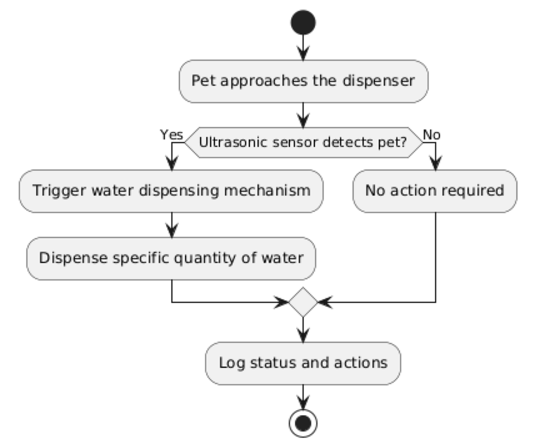 Pet approaches the dispenser
Yes
Ultrasonic sensor detects pet?
No
Trigger water dispensing mechanism
No action required
Dispense specific quantity of water
Log status and actions